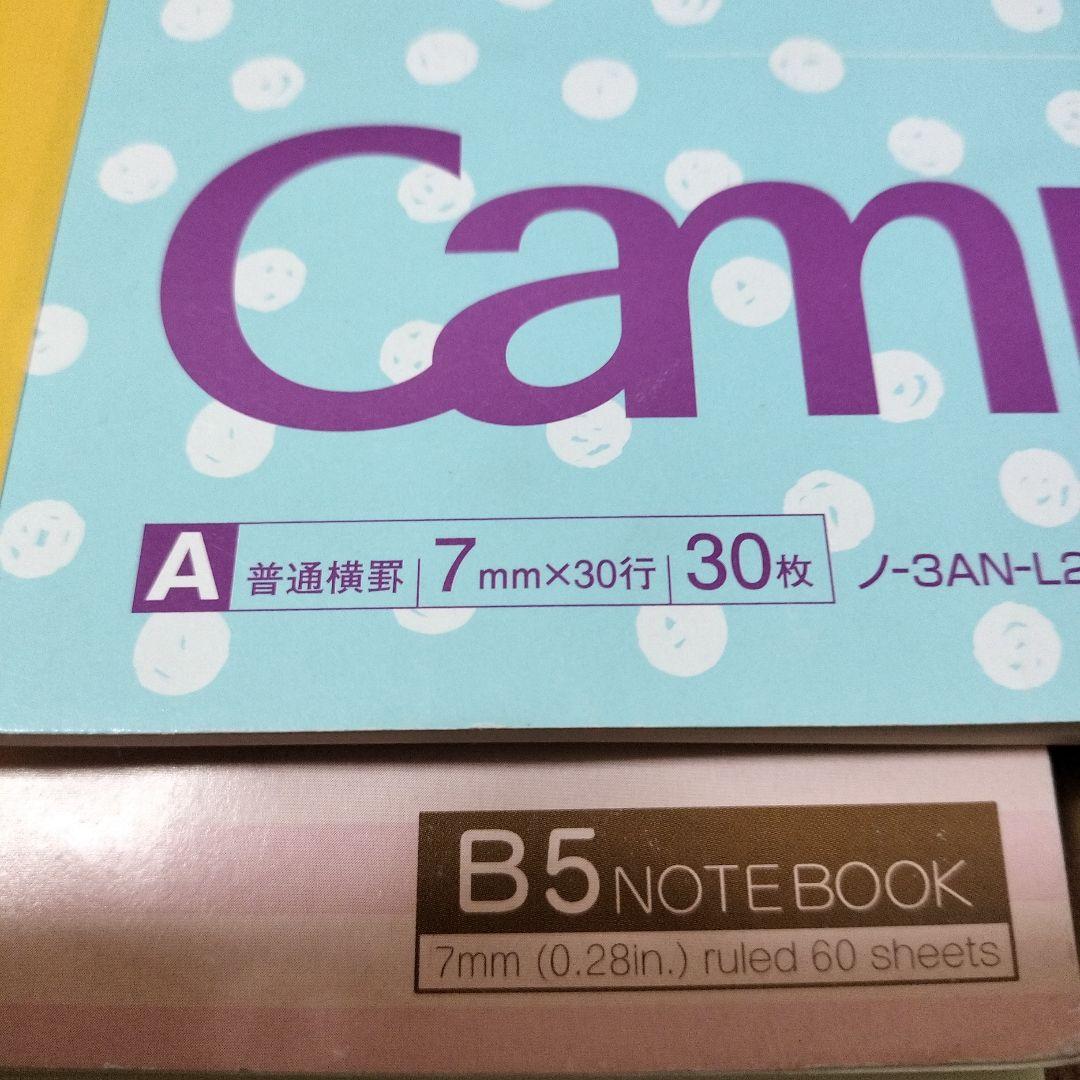 Cam
A 普通横罫 7mm×30行 30枚 ノ-3AN-L2
B5 NOTEBOOK
7mm (0.28in.) ruled 60 sheets